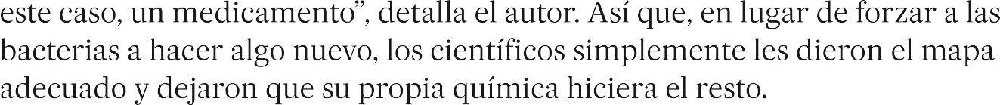 este caso, un medicamento”, detalla el autor. Así que, en lugar de forzar a las
bacterias a hacer algo nuevo, los científicos simplemente les dieron el mapa
adecuado y dejaron que su propia química hiciera el resto.